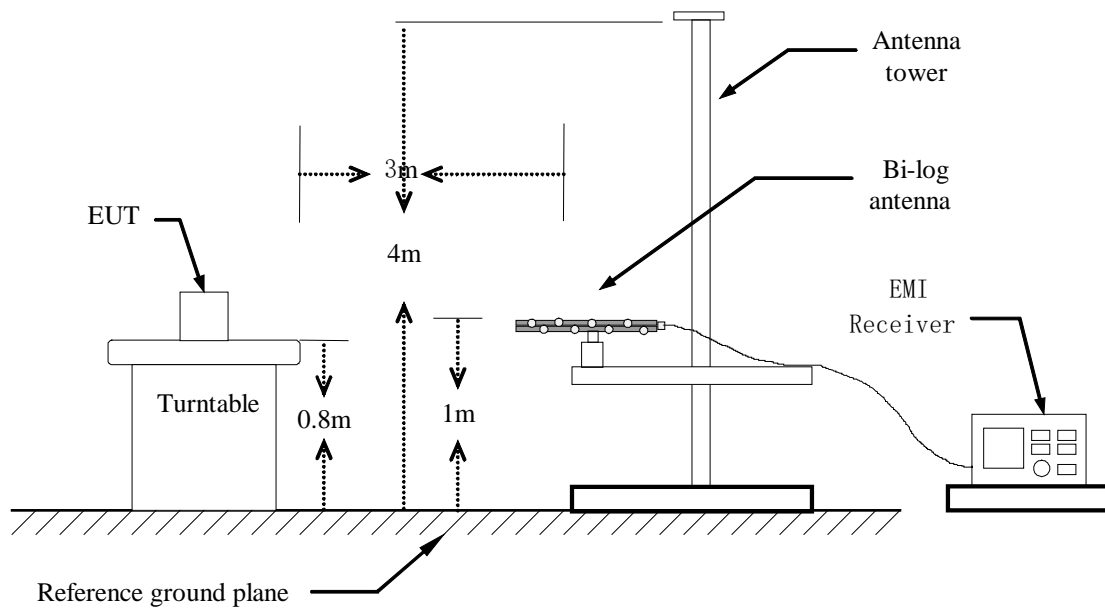 Antenna
tower
3m
Bi-log
antenna
EUT
4m
EMI
Receiver
Turntable
0.8m
1m
Reference ground plane